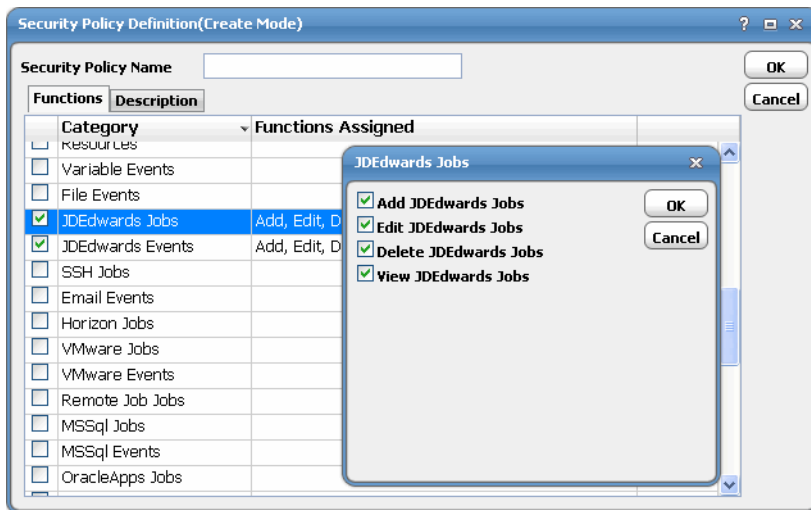 Security Policy Definition(Create Mode)
?
Security Policy Name
OK
Cancel
Functions Description
Category Functions Assigned
Resources
Variable Events
File Events
JDEdwards Jobs Add, Edit, D
JDEdwards Events Add, Edit, D
SSH Jobs
Email Events
Horizon Jobs
VMware Jobs
VMware Events
Remote Job Jobs
MSSql Jobs
MSSql Events
OracleApps Jobs
JDEdwards Jobs
Add JDEdwards Jobs
Edit JDEdwards Jobs
Delete JDEdwards Jobs
View JDEdwards Jobs
OK
Cancel